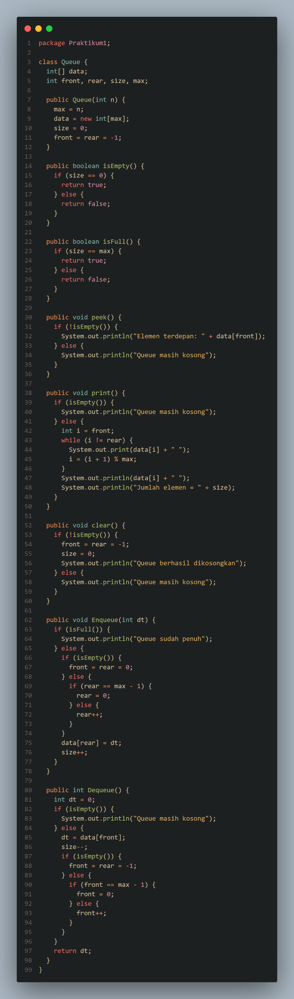 1 package Praktikum1;
2
3 class Queue {
4   int[] data;
5   int front, rear, size, max;
6
7   public Queue(int n) {
8     max = n;
9     data = new int[max];
10     size = 0;
11     front = rear = -1;
12   }
13
14   public boolean isEmpty() {
15     if (size == 0) {
16       return true;
17     } else {
18       return false;
19     }
20   }
21
22   public boolean isFull() {
23     if (size == max) {
24       return true;
25     } else {
26       return false;
27     }
28   }
29
30   public void peek() {
31     if (!isEmpty()) {
32       System.out.println("Elemen terdepan: " + data[front]);
33     } else {
34       System.out.println("Queue masih kosong");
35     }
36   }
37
38   public void print() {
39     if (isEmpty()) {
40       System.out.println("Queue masih kosong");
41     } else {
42       int i = front;
43       while (i != rear) {
44         System.out.print(data[i] + " ");
45         i = (i + 1) % max;
46       }
47       System.out.println(data[i] + " ");
48       System.out.println("Jumlah elemen = " + size);
49     }
50   }
51
52   public void clear() {
53     if (!isEmpty()) {
54       front = rear = -1;
55       size = 0;
56       System.out.println("Queue berhasil dikosongkan");
57     } else {
58       System.out.println("Queue masih kosong");
59     }
60   }
61
62   public void Enqueue(int dt) {
63     if (isFull()) {
64       System.out.println("Queue sudah penuh");
65     } else {
66       if (isEmpty()) {
67         front = rear = 0;
68       } else {
69         if (rear == max - 1) {
70           rear = 0;
71         } else {
72           rear++;
73         }
74       }
75       data[rear] = dt;
76       size++;
77     }
78   }
79
80   public int Dequeue() {
81     int dt = 0;
82     if (isEmpty()) {
83       System.out.println("Queue masih kosong");
84     } else {
85       dt = data[front];
86       size--;
87       if (isEmpty()) {
88         front = rear = -1;
89       } else {
90         if (front == max - 1) {
91           front = 0;
92         } else {
93           front++;
94         }
95       }
96     }
97     return dt;
98   }
99 }